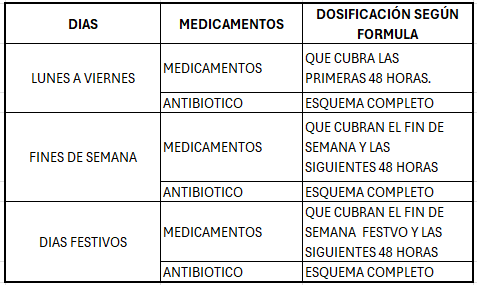 DIAS MEDICAMENTOS DOSIFICACIÓN SEGÚN
FORMULA
LUNES A VIERNES
MEDICAMENTOS
QUE CUBRA LAS
PRIMERAS 48 HORAS.
ANTIBIOTICO ESQUEMA COMPLETO
FINES DE SEMANA
MEDICAMENTOS
QUE CUBRAN EL FIN DE
SEMANA Y LAS
SIGUIENTES 48 HORAS
ANTIBIOTICO ESQUEMA COMPLETO
DIAS FESTIVOS
MEDICAMENTOS
QUE CUBRAN EL FIN DE
SEMANA FESTVO Y LAS
SIGUIENTES 48 HORAS
ANTIBIOTICO ESQUEMA COMPLETO